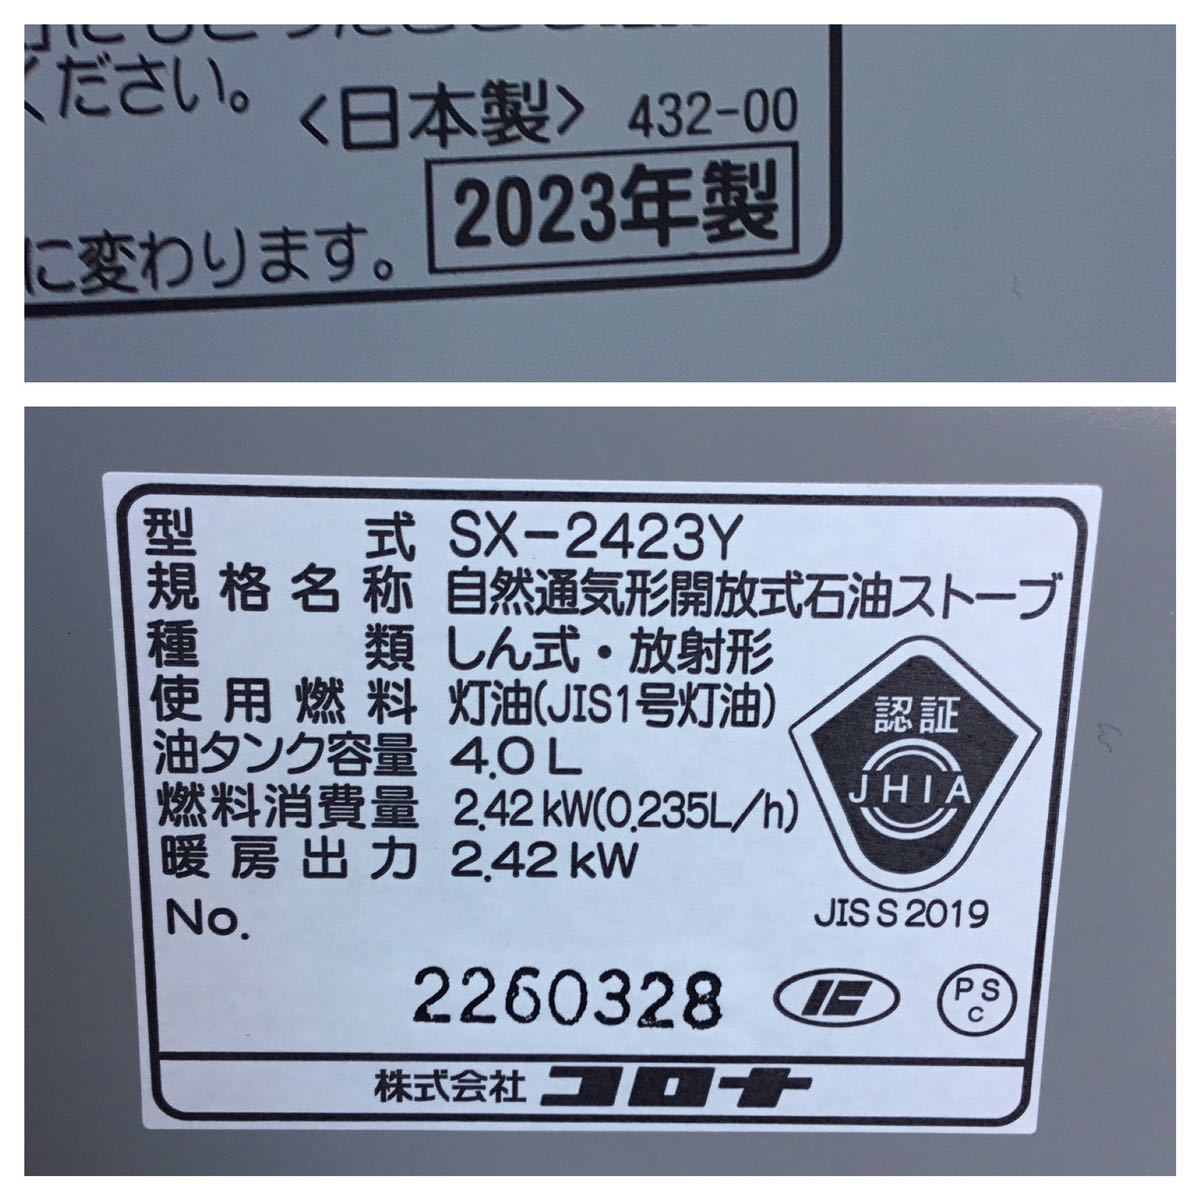 ください。
<日本製> 432-00
2023年製
に変わります。
型式 SX-2423Y
規格名称 自然通気形開放式石油ストーブ
種類 しん式・放射形
使用燃料 灯油(JIS1号灯油)
油タンク容量 4.0L
燃料消費量 2.42kW(0.235L/h)
暖房出力 2.42kW
認証
JHIA
JIS S 2019
No.
2260328
PS
C
株式会社コロナ